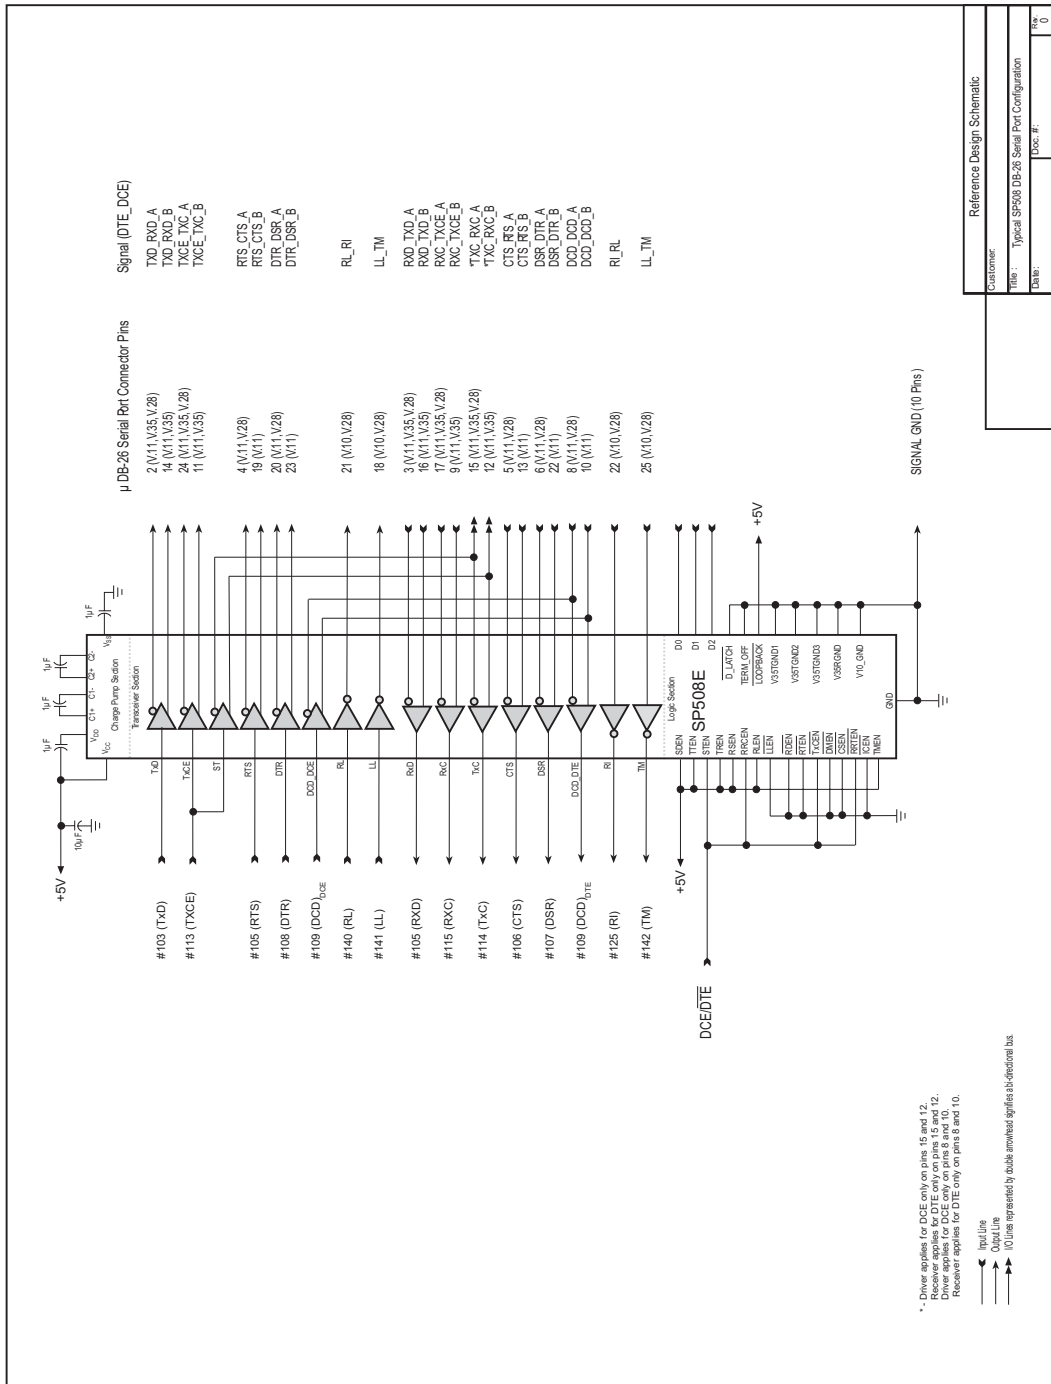 Reference Design Schematic
Customer:
Title : Typical SP508 DB-26 Serial Port Configuration
Date: Doc. #: Rev. 0
µ DB-26 Serial Port Connector Pins Signal (DTE_DCE)
2 (V.11, V.35, V.28) TXD_RXD_A
14 (V.11, V.35) TXD_RXD_B
24 (V.11, V.35, V.28) TXCE_TXC_A
11 (V.11, V.35) TXCE_TXC_B
4 (V.11, V.28) RTS_CTS_A
19 (V.11) RTS_CTS_B
20 (V.11, V.28) DTR_DSR_A
23 (V.11) DTR_DSR_B
21 (V.10, V.28) RL_RI
18 (V.10, V.28) LL_TM
3 (V.11, V.35, V.28) RXD_TXD_A
16 (V.11, V.35) RXD_TXD_B
17 (V.11, V.35, V.28) RXC_TXCE_A
9 (V.11, V.35) RXC_TXCE_B
15 (V.11, V.35, V.28) *TXC_RXC_A
12 (V.11, V.35) *TXC_RXC_B
5 (V.11, V.28) CTS_RTS_A
13 (V.11) CTS_RTS_B
6 (V.11, V.28) DSR_DTR_A
22 (V.11) DSR_DTR_B
8 (V.11, V.28) DCD_DCD_A
10 (V.11) DCD_DCD_B
22 (V.10, V.28) RI_RL
25 (V.10, V.28) LL_TM
SIGNAL GND (10 Pins )
+5V
+5V
10µF
1µF
1µF
1µF
1µF
VCC
VDD
C1+
C1-
C2+
C2-
VSS
Charge Pump Section
Transceiver Section
#103 (TxD) TxD
#113 (TXCE) TxCE
ST
#105 (RTS) RTS
#108 (DTR) DTR
#109 (DCD)DCE DCD_DCE
#140 (RL) RL
#141 (LL) LL
#105 (RXD) RxD
#115 (RXC) RxC
#114 (TxC) TxC
#106 (CTS) CTS
#107 (DSR) DSR
#109 (DCD)DTE DCD_DTE
#125 (RI) RI
#142 (TM) TM
Logic Section
SP508E
+5V
DCE/DTE
SDEN
TTEN
STEN
TREN
RSEN
RRCEN
RLEN
LLEN
RDEN
RTEN
TxCEN
DMEN
CSEN
RRTEN
ICEN
TMEN
D0
D1
D2
D_LATCH
TERM_OFF
LOOPBACK
V35TGND1
V35TGND2
V35TGND3
V35RGND
V10_GND
GND
* - Driver applies for DCE only on pins 15 and 12.
Receiver applies for DTE only on pins 15 and 12.
Driver applies for DCE only on pins 8 and 10.
Receiver applies for DTE only on pins 8 and 10.
Input Line
Output Line
I/O Lines represented by double arrowhead signifies a bi-directional bus.